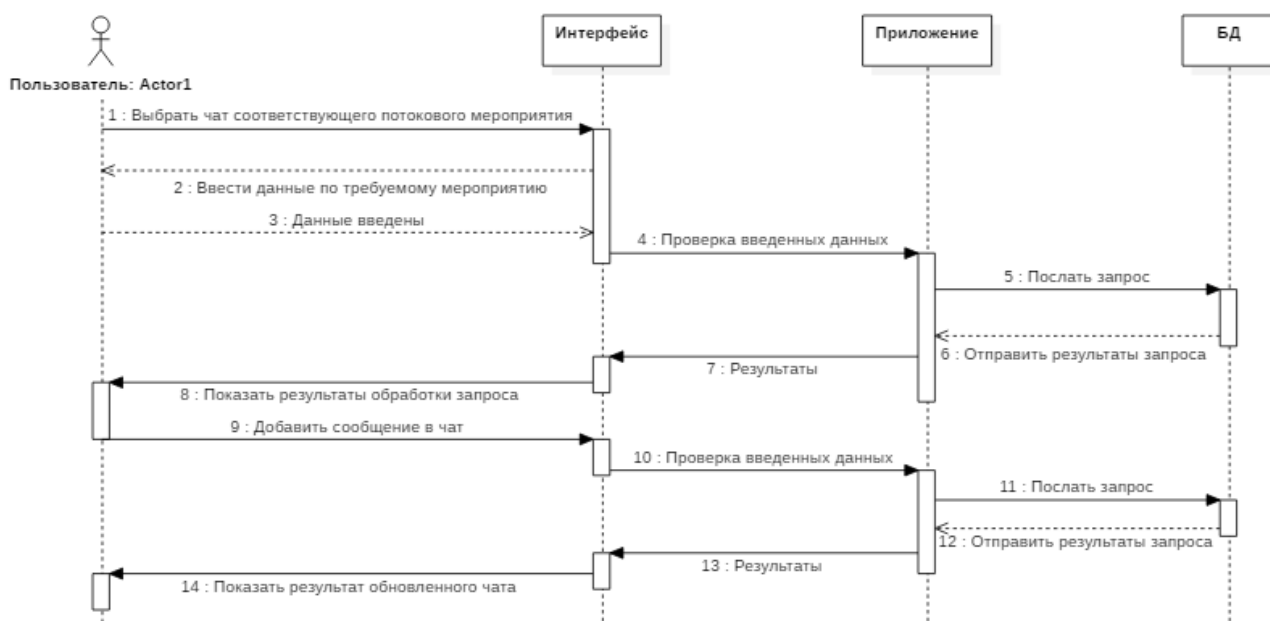 Интерфейс
Приложение
БД
Пользователь: Actor1
1 : Выбрать чат соответствующего потокового мероприятия
2 : Ввести данные по требуемому мероприятию
3 : Данные введены
4 : Проверка введенных данных
5 : Послать запрос
6 : Отправить результаты запроса
7 : Результаты
8 : Показать результаты обработки запроса
9 : Добавить сообщение в чат
10 : Проверка введенных данных
11 : Послать запрос
12 : Отправить результаты запроса
13 : Результаты
14 : Показать результат обновленного чата